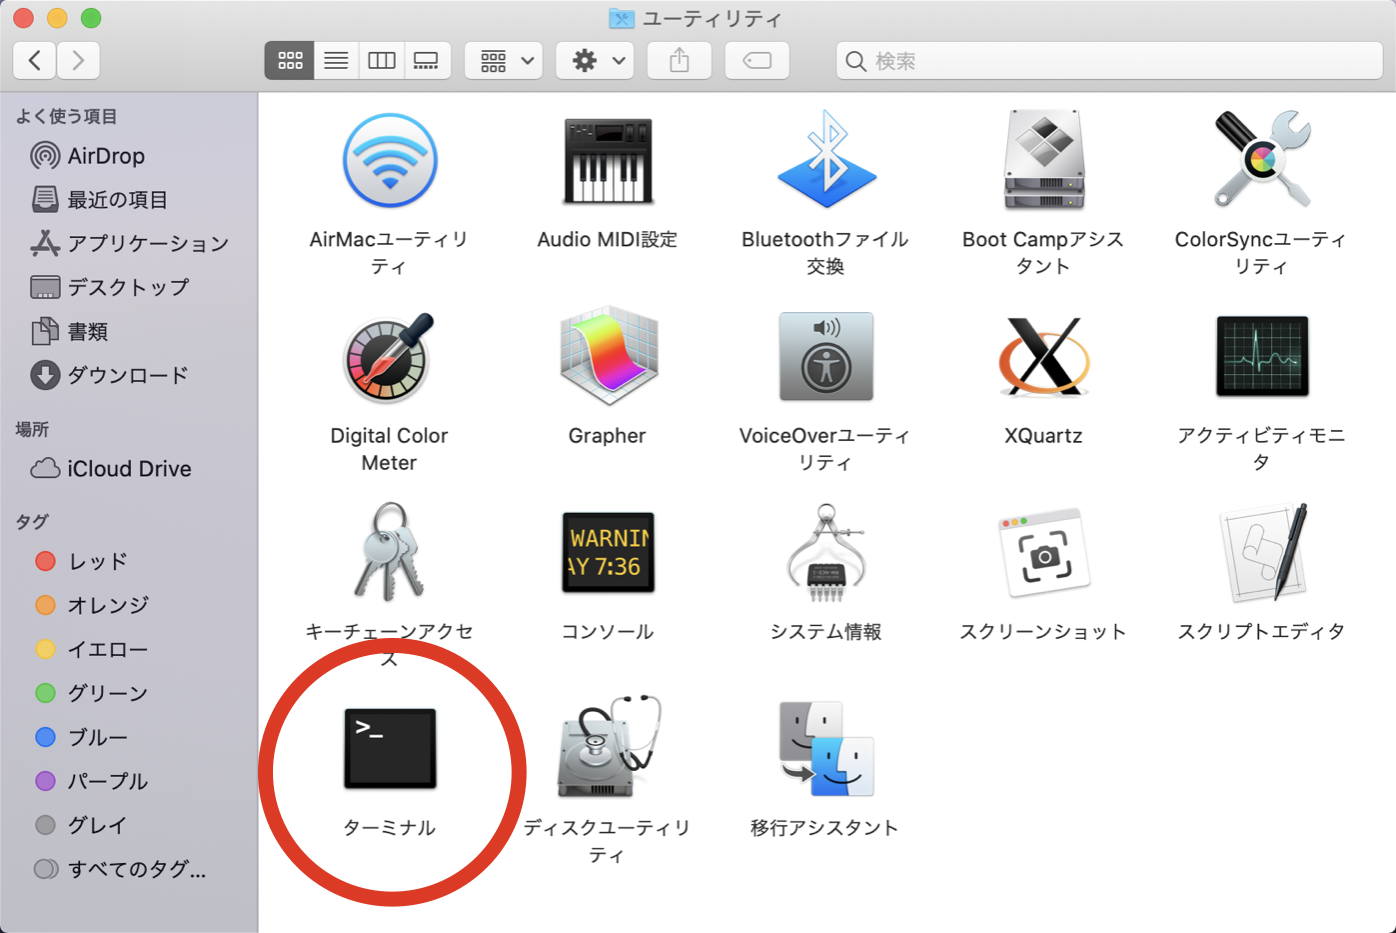 ユーティリティ
検索
よく使う項目
AirDrop
最近の項目
アプリケーション
デスクトップ
書類
ダウンロード
場所
iCloud Drive
タグ
レッド
オレンジ
イエロー
グリーン
ブルー
パープル
グレイ
すべてのタグ...
AirMacユーティリ
ティ
Audio MIDI設定
Bluetoothファイル
交換
Boot Campアシス
タント
ColorSyncユーティ
リティ
Digital Color
Meter
Grapher
VoiceOverユーティ
リティ
XQuartz
アクティビティモニ
タ
キーチェーンアクセ
ス
WARNIN
AY 7:36
コンソール
システム情報
スクリーンショット
スクリプトエディタ
>_
ターミナル
ディスクユーティリ
ティ
移行アシスタント